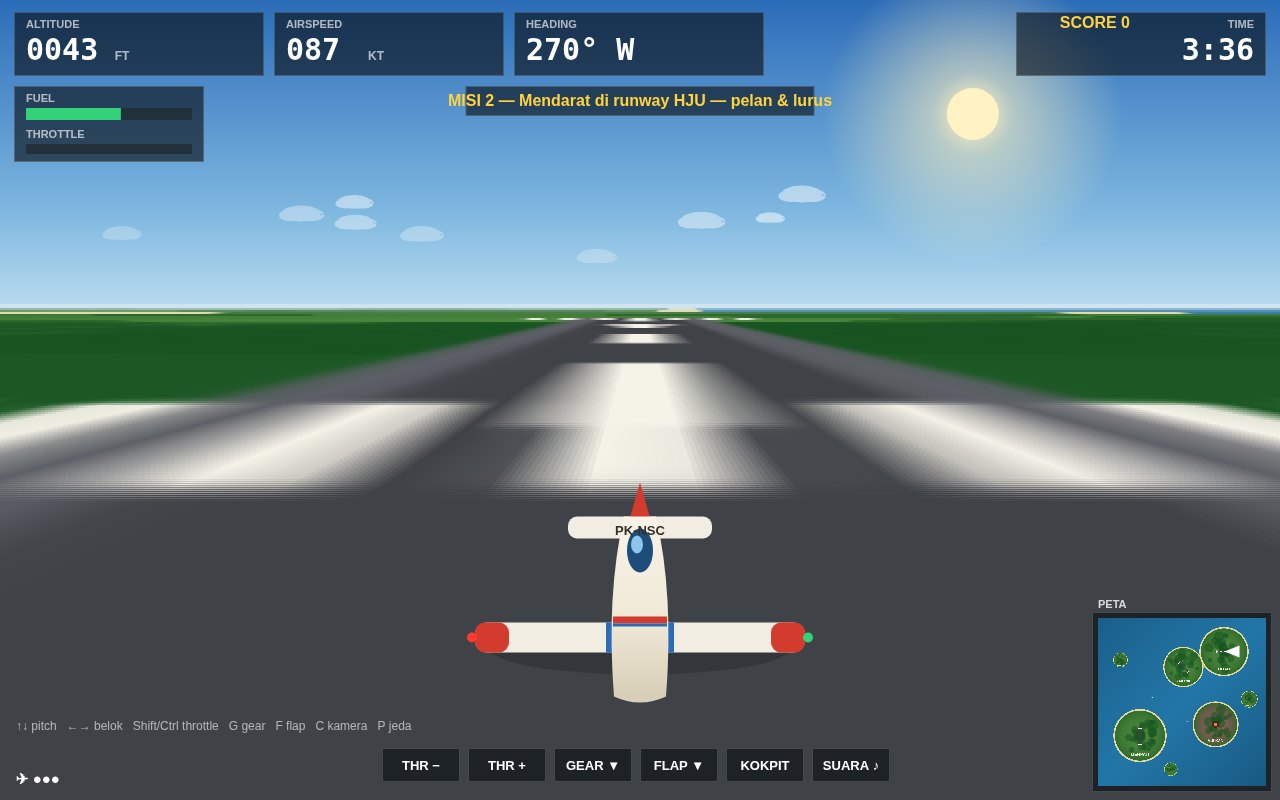 ALTITUDE
0043 FT
AIRSPEED
087 KT
HEADING
270° W
SCORE 0
TIME
3:36
FUEL
THROTTLE
MISI 2 — Mendarat di runway HJU — pelan & lurus
PK-NSC
PETA
↑↓ pitch ←→ belok Shift/Ctrl throttle G gear F flap C kamera P jeda
THR − THR + GEAR ▼ FLAP ▼ KOKPIT SUARA ♪
✈ ●●●